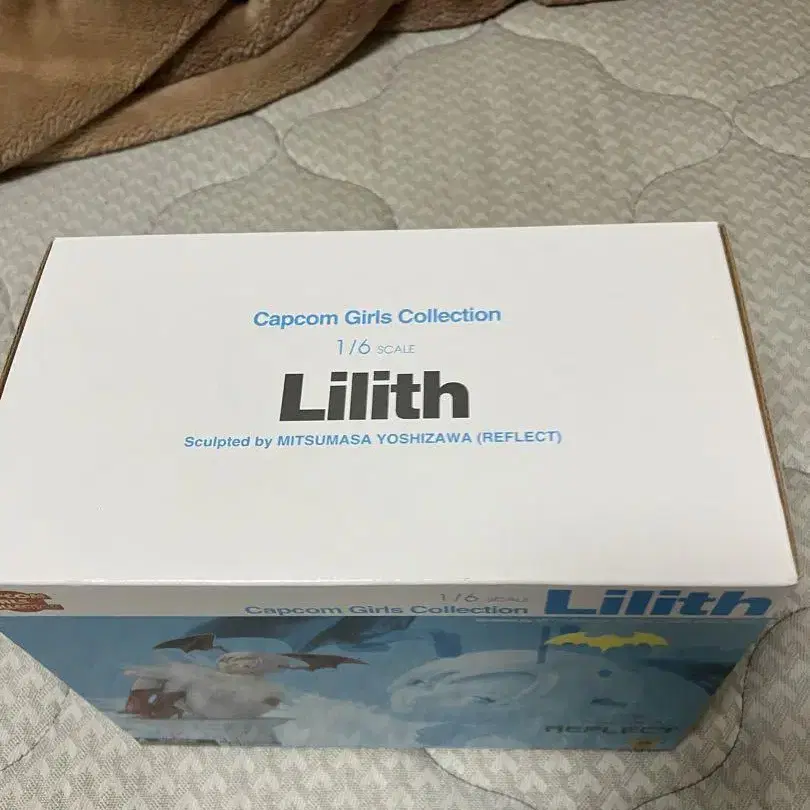 Capcom Girls Collection
1/6 SCALE
Lilith
Sculpted by MITSUMASA YOSHIZAWA (REFLECT)
1/6 SCALE
Capcom Girls Collection Lilith
REFLECT